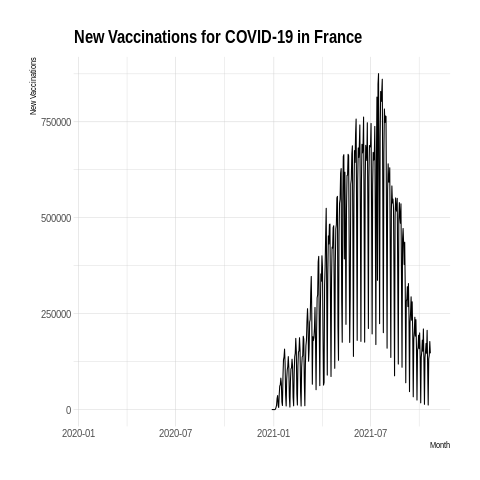 New Vaccinations for COVID-19 in France
New Vaccinations
750000
500000
250000
0
2020-01 2020-07 2021-01 2021-07
Month